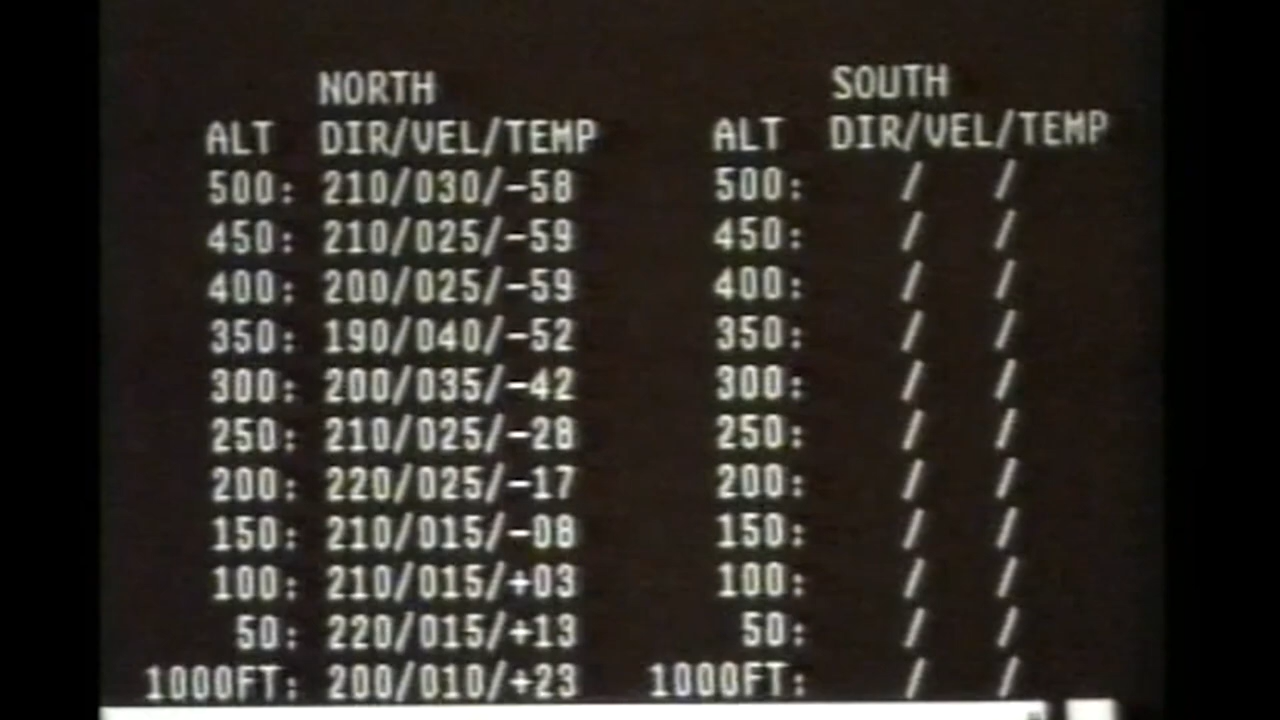 NORTH SOUTH
ALT DIR/VEL/TEMP ALT DIR/VEL/TEMP
500: 210/030/-58 500: / /
450: 210/025/-59 450: / /
400: 200/025/-59 400: / /
350: 190/040/-52 350: / /
300: 200/035/-42 300: / /
250: 210/025/-28 250: / /
200: 220/025/-17 200: / /
150: 210/015/-08 150: / /
100: 210/015/+03 100: / /
50: 220/015/+13 50: / /
1000FT: 200/010/+23 1000FT: / /